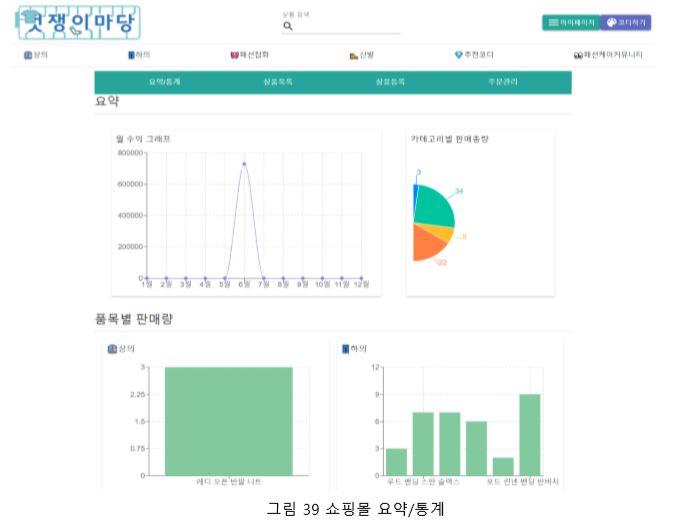 멋쟁이마당
상품 검색
마이페이지
코디하기
상의
하의
패션잡화
신발
추천코디
패션케어커뮤니티
요약/통계
상품목록
상품등록
주문관리
요약
월 수익 그래프
카테고리별 판매총량
800000
600000
400000
200000
0
1월 2월 3월 4월 5월 6월 7월 8월 9월 10월 11월 12월
3
34
22
품목별 판매량
상의
하의
3
2.25
1.5
0.75
0
레디 오픈 반팔 니트
12
9
6
3
0
루드 밴딩 스판 슬랙스
포드 린넨 밴딩 반바지
그림 39 쇼핑몰 요약/통계